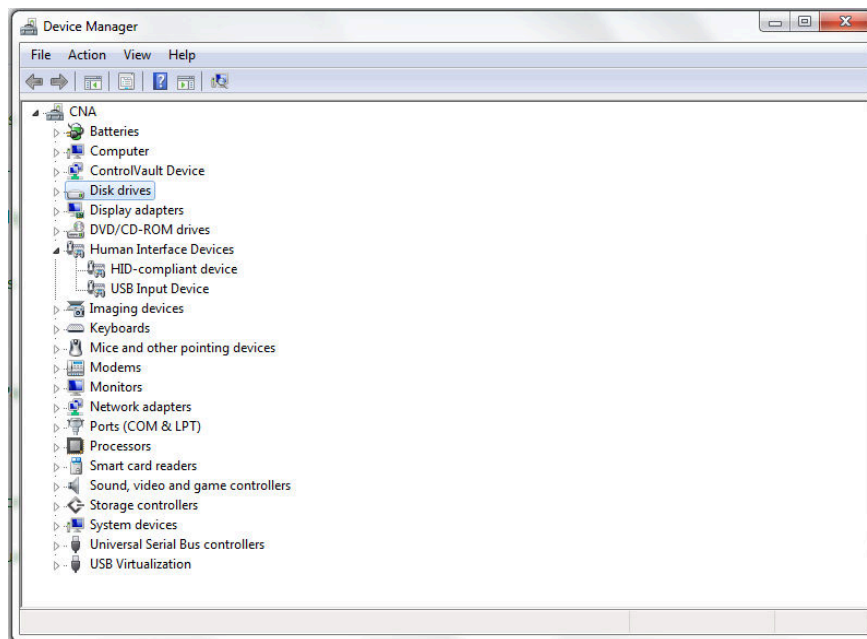 Device Manager
File Action View Help
CNA
Batteries
Computer
ControlVault Device
Disk drives
Display adapters
DVD/CD-ROM drives
Human Interface Devices
HID-compliant device
USB Input Device
Imaging devices
Keyboards
Mice and other pointing devices
Modems
Monitors
Network adapters
Ports (COM & LPT)
Processors
Smart card readers
Sound, video and game controllers
Storage controllers
System devices
Universal Serial Bus controllers
USB Virtualization